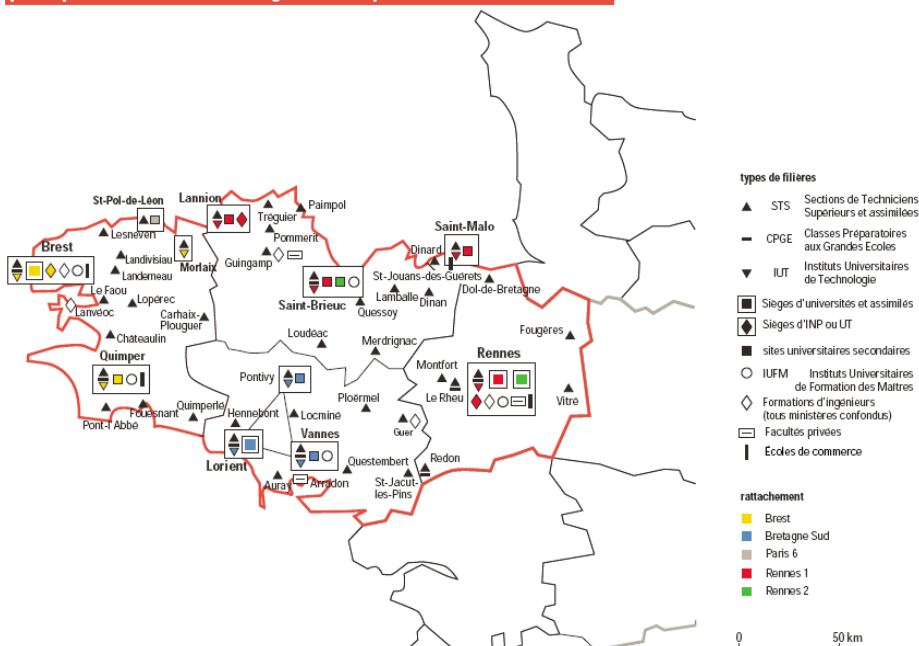 St-Pol-de-Léon
Lannion
Paimpol
Tréguier
Lesneven
Pommerit
Saint-Malo
Brest
Landivisiau
Morlaix
Guingamp
Dinard
Landerneau
St-Jouans-des-Guérets
Le Faou
Lanvéoc
Lopérec
Saint-Brieuc
Quessoy
Lamballe
Dinan
Dol-de-Bretagne
Carhaix-
Plouguer
Châteaulin
Loudéac
Merdrignac
Fougères
Quimper
Pontivy
Montfort
Rennes
Le Rheu
Vitré
Pont-l'Abbé
Fouesnant
Quimperlé
Hennebont
Locminé
Ploërmel
Guer
Vannes
Lorient
Questembert
Redon
Auray
Arradon
St-Jacut-
les-Pins
types de filières
STS Sections de Techniciens
Supérieurs et assimilées
CPGE Classes Préparatoires
aux Grandes Ecoles
IUT Instituts Universitaires
de Technologie
Sièges d'universités et assimilés
Sièges d'INP ou UT
sites universitaires secondaires
IUFM Instituts Universitaires
de Formation des Maîtres
Formations d'ingénieurs
(tous ministères confondus)
Facultés privées
Écoles de commerce
rattachement
Brest
Bretagne Sud
Paris 6
Rennes 1
Rennes 2
0 50 km